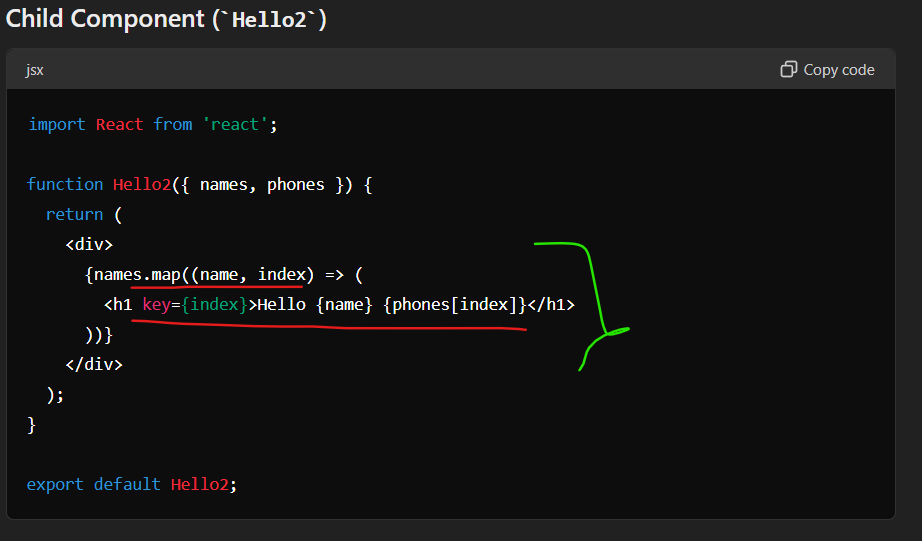 Child Component (`Hello2`)
jsx
Copy code
import React from 'react';
function Hello2({ names, phones }) {
  return (
    <div>
      {names.map((name, index) => (
        <h1 key={index}>Hello {name} {phones[index]}</h1>
      ))}
    </div>
  );
}
export default Hello2;